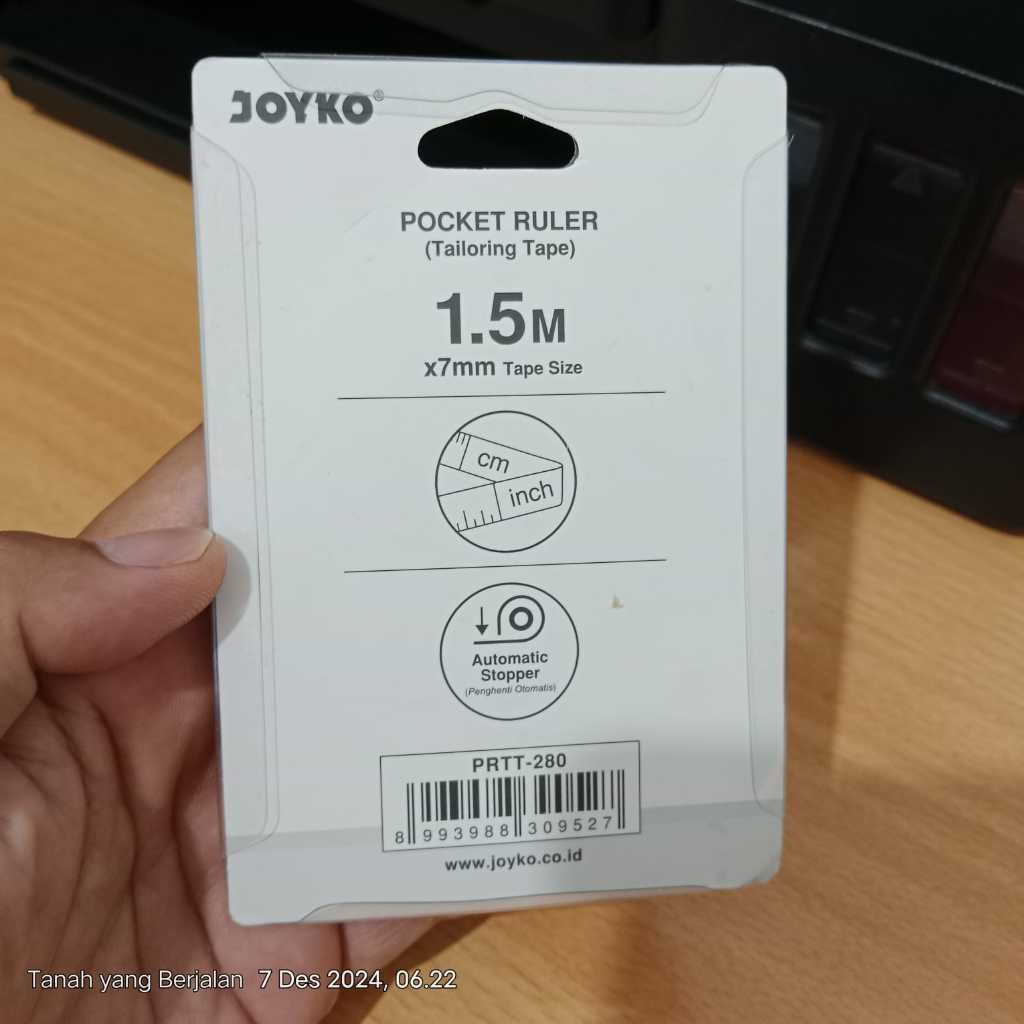 JOYKO®
POCKET RULER
(Tailoring Tape)
1.5M
x7mm Tape Size
cm
inch
Automatic
Stopper
(Penghenti Otomatis)
PRTT-280
8 993988 309527
www.joyko.co.id
Tanah yang Berjalan 7 Des 2024, 06.22